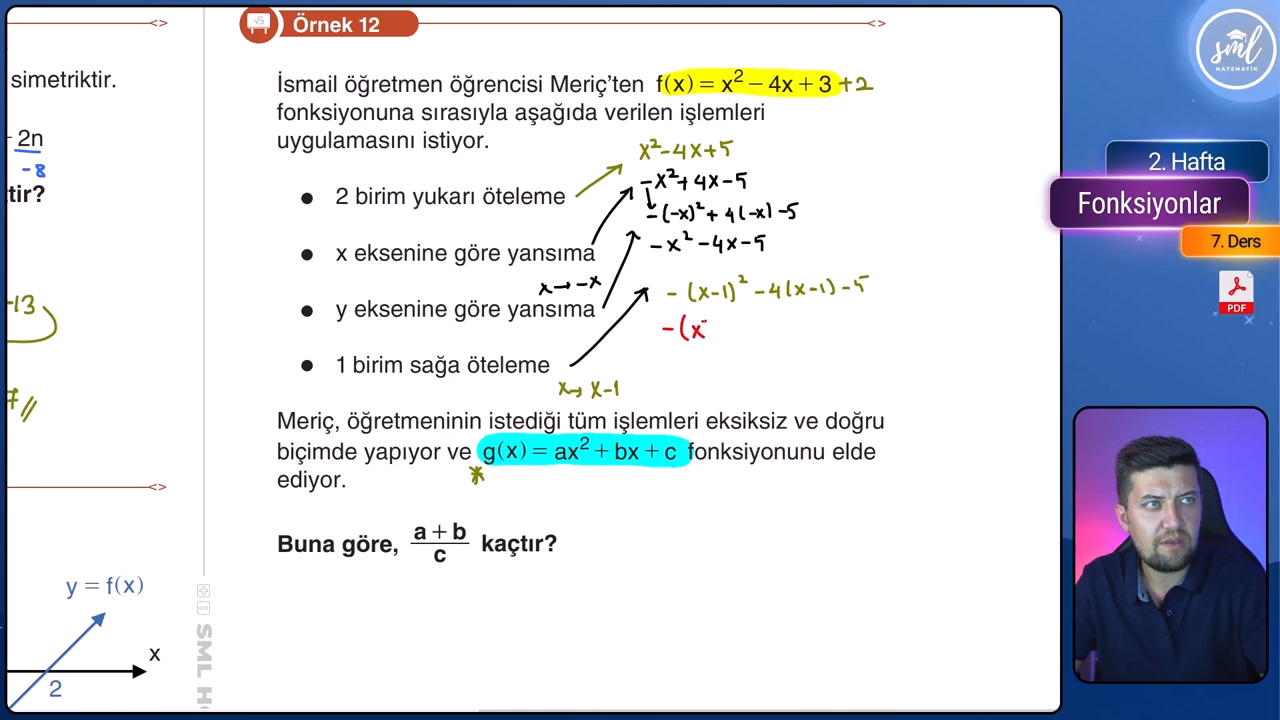 Örnek 12
simetriktir.
İsmail öğretmen öğrencisi Meriç’ten f(x) = x² – 4x + 3 +2
fonksiyonuna sırasıyla aşağıda verilen işlemleri
uygulamasını istiyor.
- 2n
-8
tir?
x²-4x+5
• 2 birim yukarı öteleme
-x²+4x-5
-(-x)²+4(-x)-5
-x²-4x-5
• x eksenine göre yansıma
x→-x
• y eksenine göre yansıma
-(x-1)²-4(x-1)-5
-(x
-13
• 1 birim sağa öteleme
x→x-1
7//
Meriç, öğretmeninin istediği tüm işlemleri eksiksiz ve doğru
biçimde yapıyor ve g(x) = ax² + bx + c fonksiyonunu elde
*
ediyor.
Buna göre, a + b / c kaçtır?
y = f(x)
x
2
SML
sml
MATEMATİK
2. Hafta
Fonksiyonlar
7. Ders
PDF